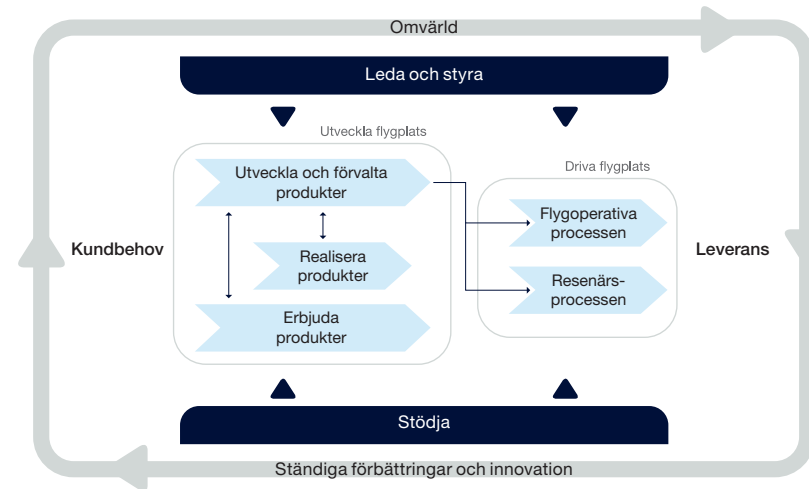 Omvärld
Leda och styra
Utveckla flygplats
Utveckla och förvalta
produkter
Driva flygplats
Flygoperativa
processen
Kundbehov
Realisera
produkter
Leverans
Resenärs-
processen
Erbjuda
produkter
Stödja
Ständiga förbättringar och innovation